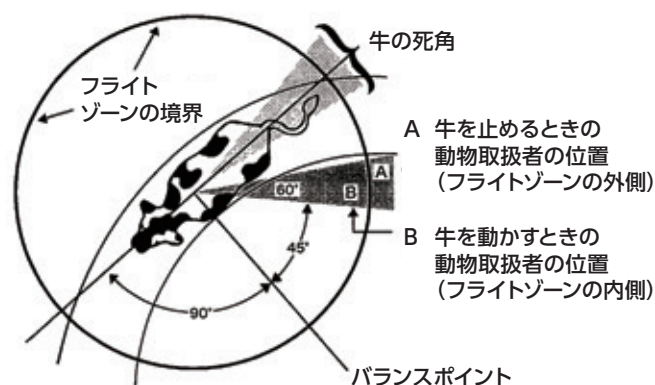 牛の死角
フライト
ゾーンの境界
A 牛を止めるときの
動物取扱者の位置
(フライトゾーンの外側)
A
60°
B
B 牛を動かすときの
動物取扱者の位置
(フライトゾーンの内側)
45°
90°
バランスポイント